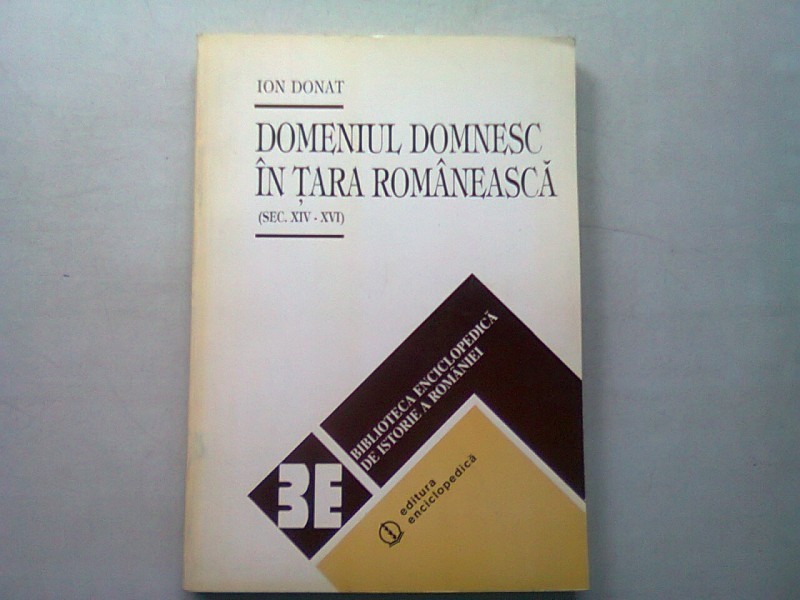 ION DONAT
DOMENIUL DOMNESC
ÎN ȚARA ROMÂNEASCĂ
(SEC. XIV - XVI)
BIBLIOTECA ENCICLOPEDICĂ
DE ISTORIE A ROMÂNIEI
3E
editura
enciclopedică